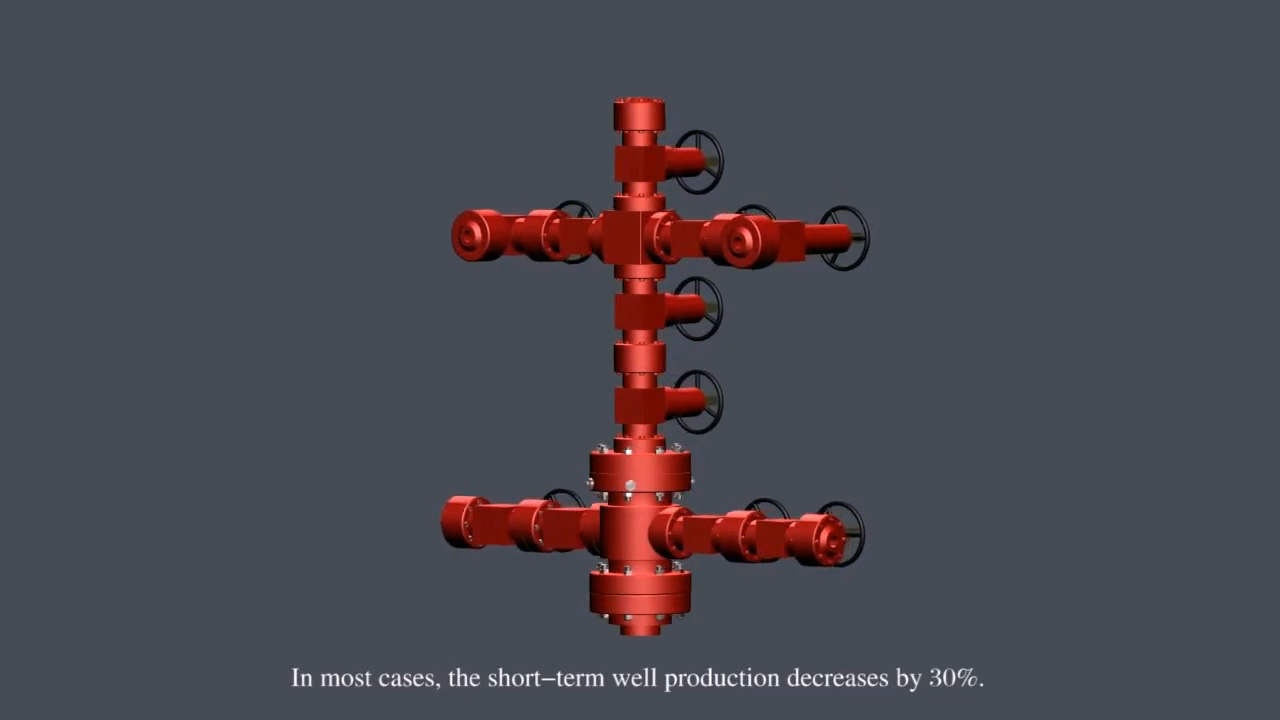 In most cases, the short−term well production decreases by 30%.